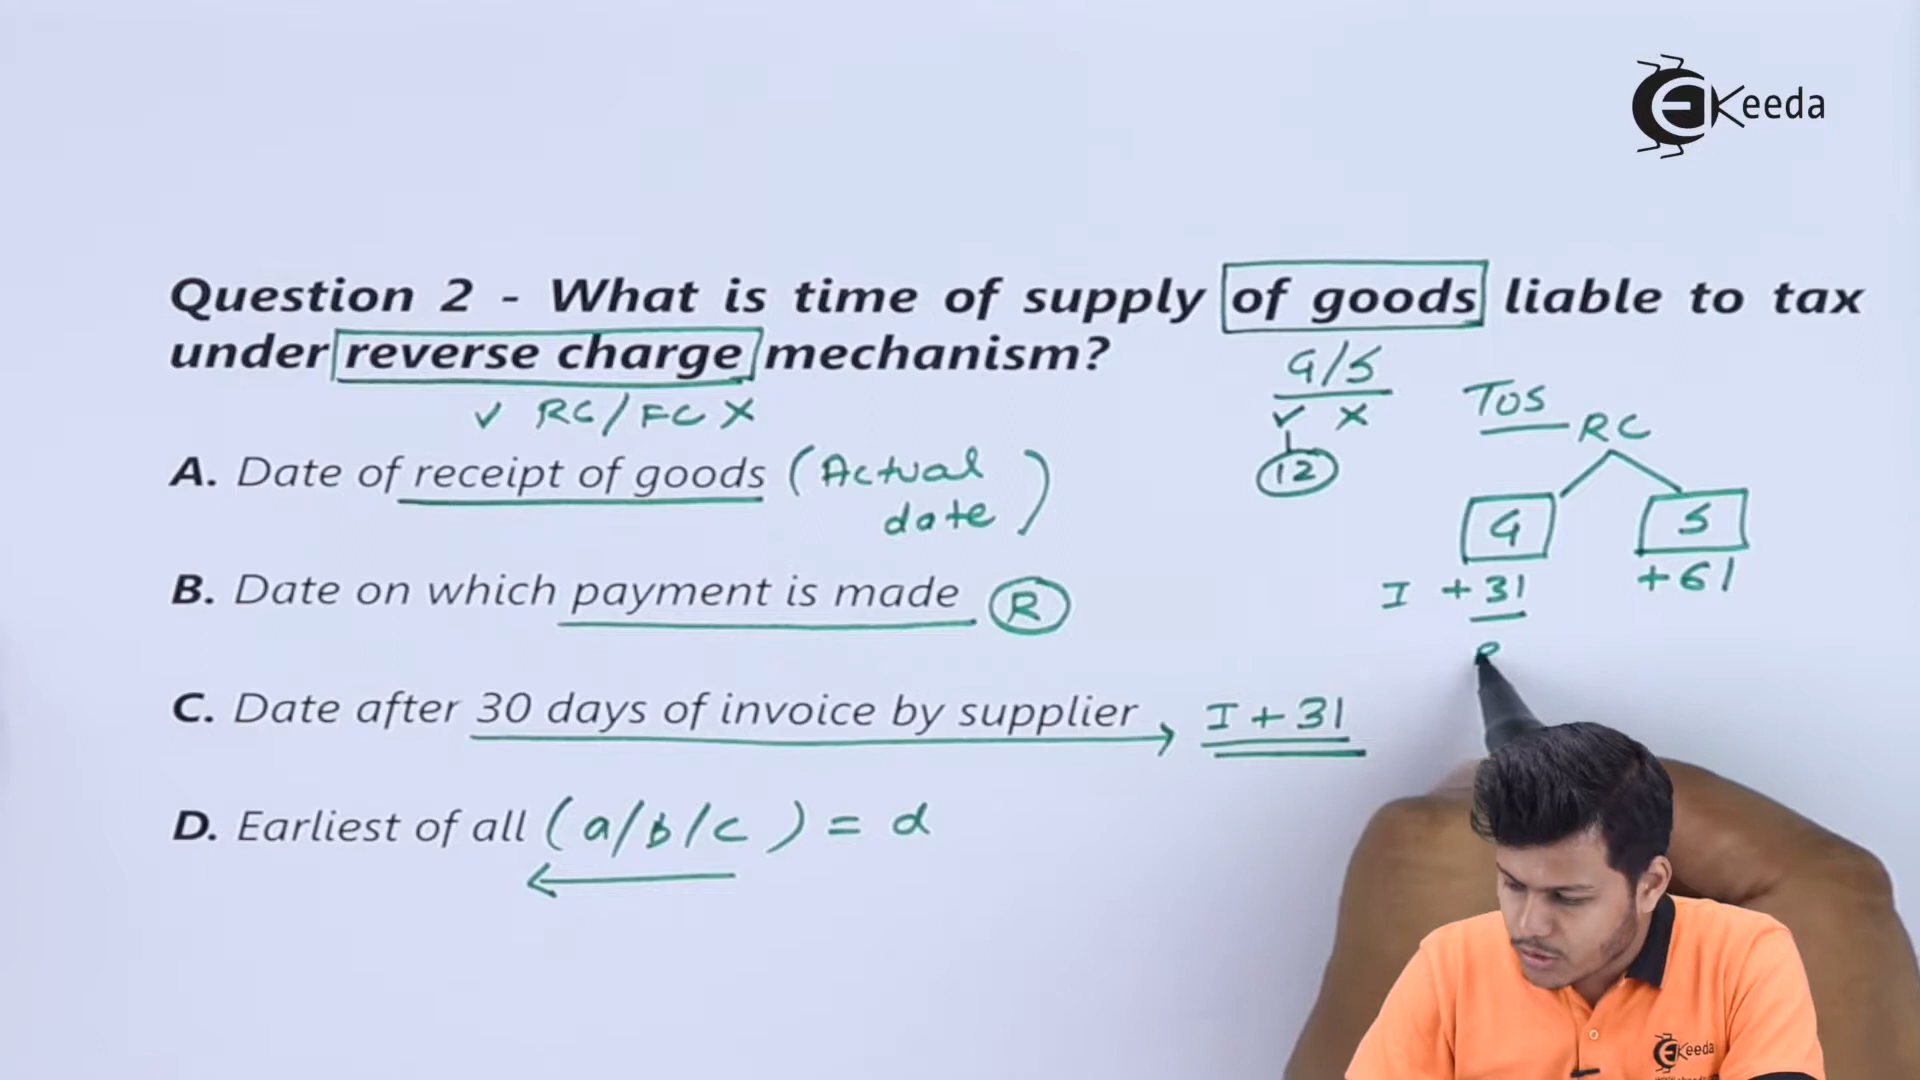 Keeda
Question 2 - What is time of supply of goods liable to tax
under reverse charge mechanism?
G/S
✓ X
12
✓ RC/FC X
TOS
RC
A. Date of receipt of goods (Actual
date)
G S
I +31 +61
B. Date on which payment is made R
C. Date after 30 days of invoice by supplier → I+31
D. Earliest of all (a/b/c) = d
Keeda